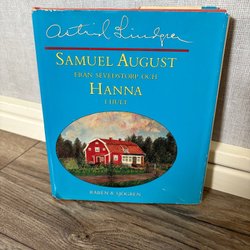 Astrid Lindgren
SAMUEL AUGUST
FRÅN SEVEDSTORP OCH
HANNA
I HULT
RABÉN & SJÖGREN